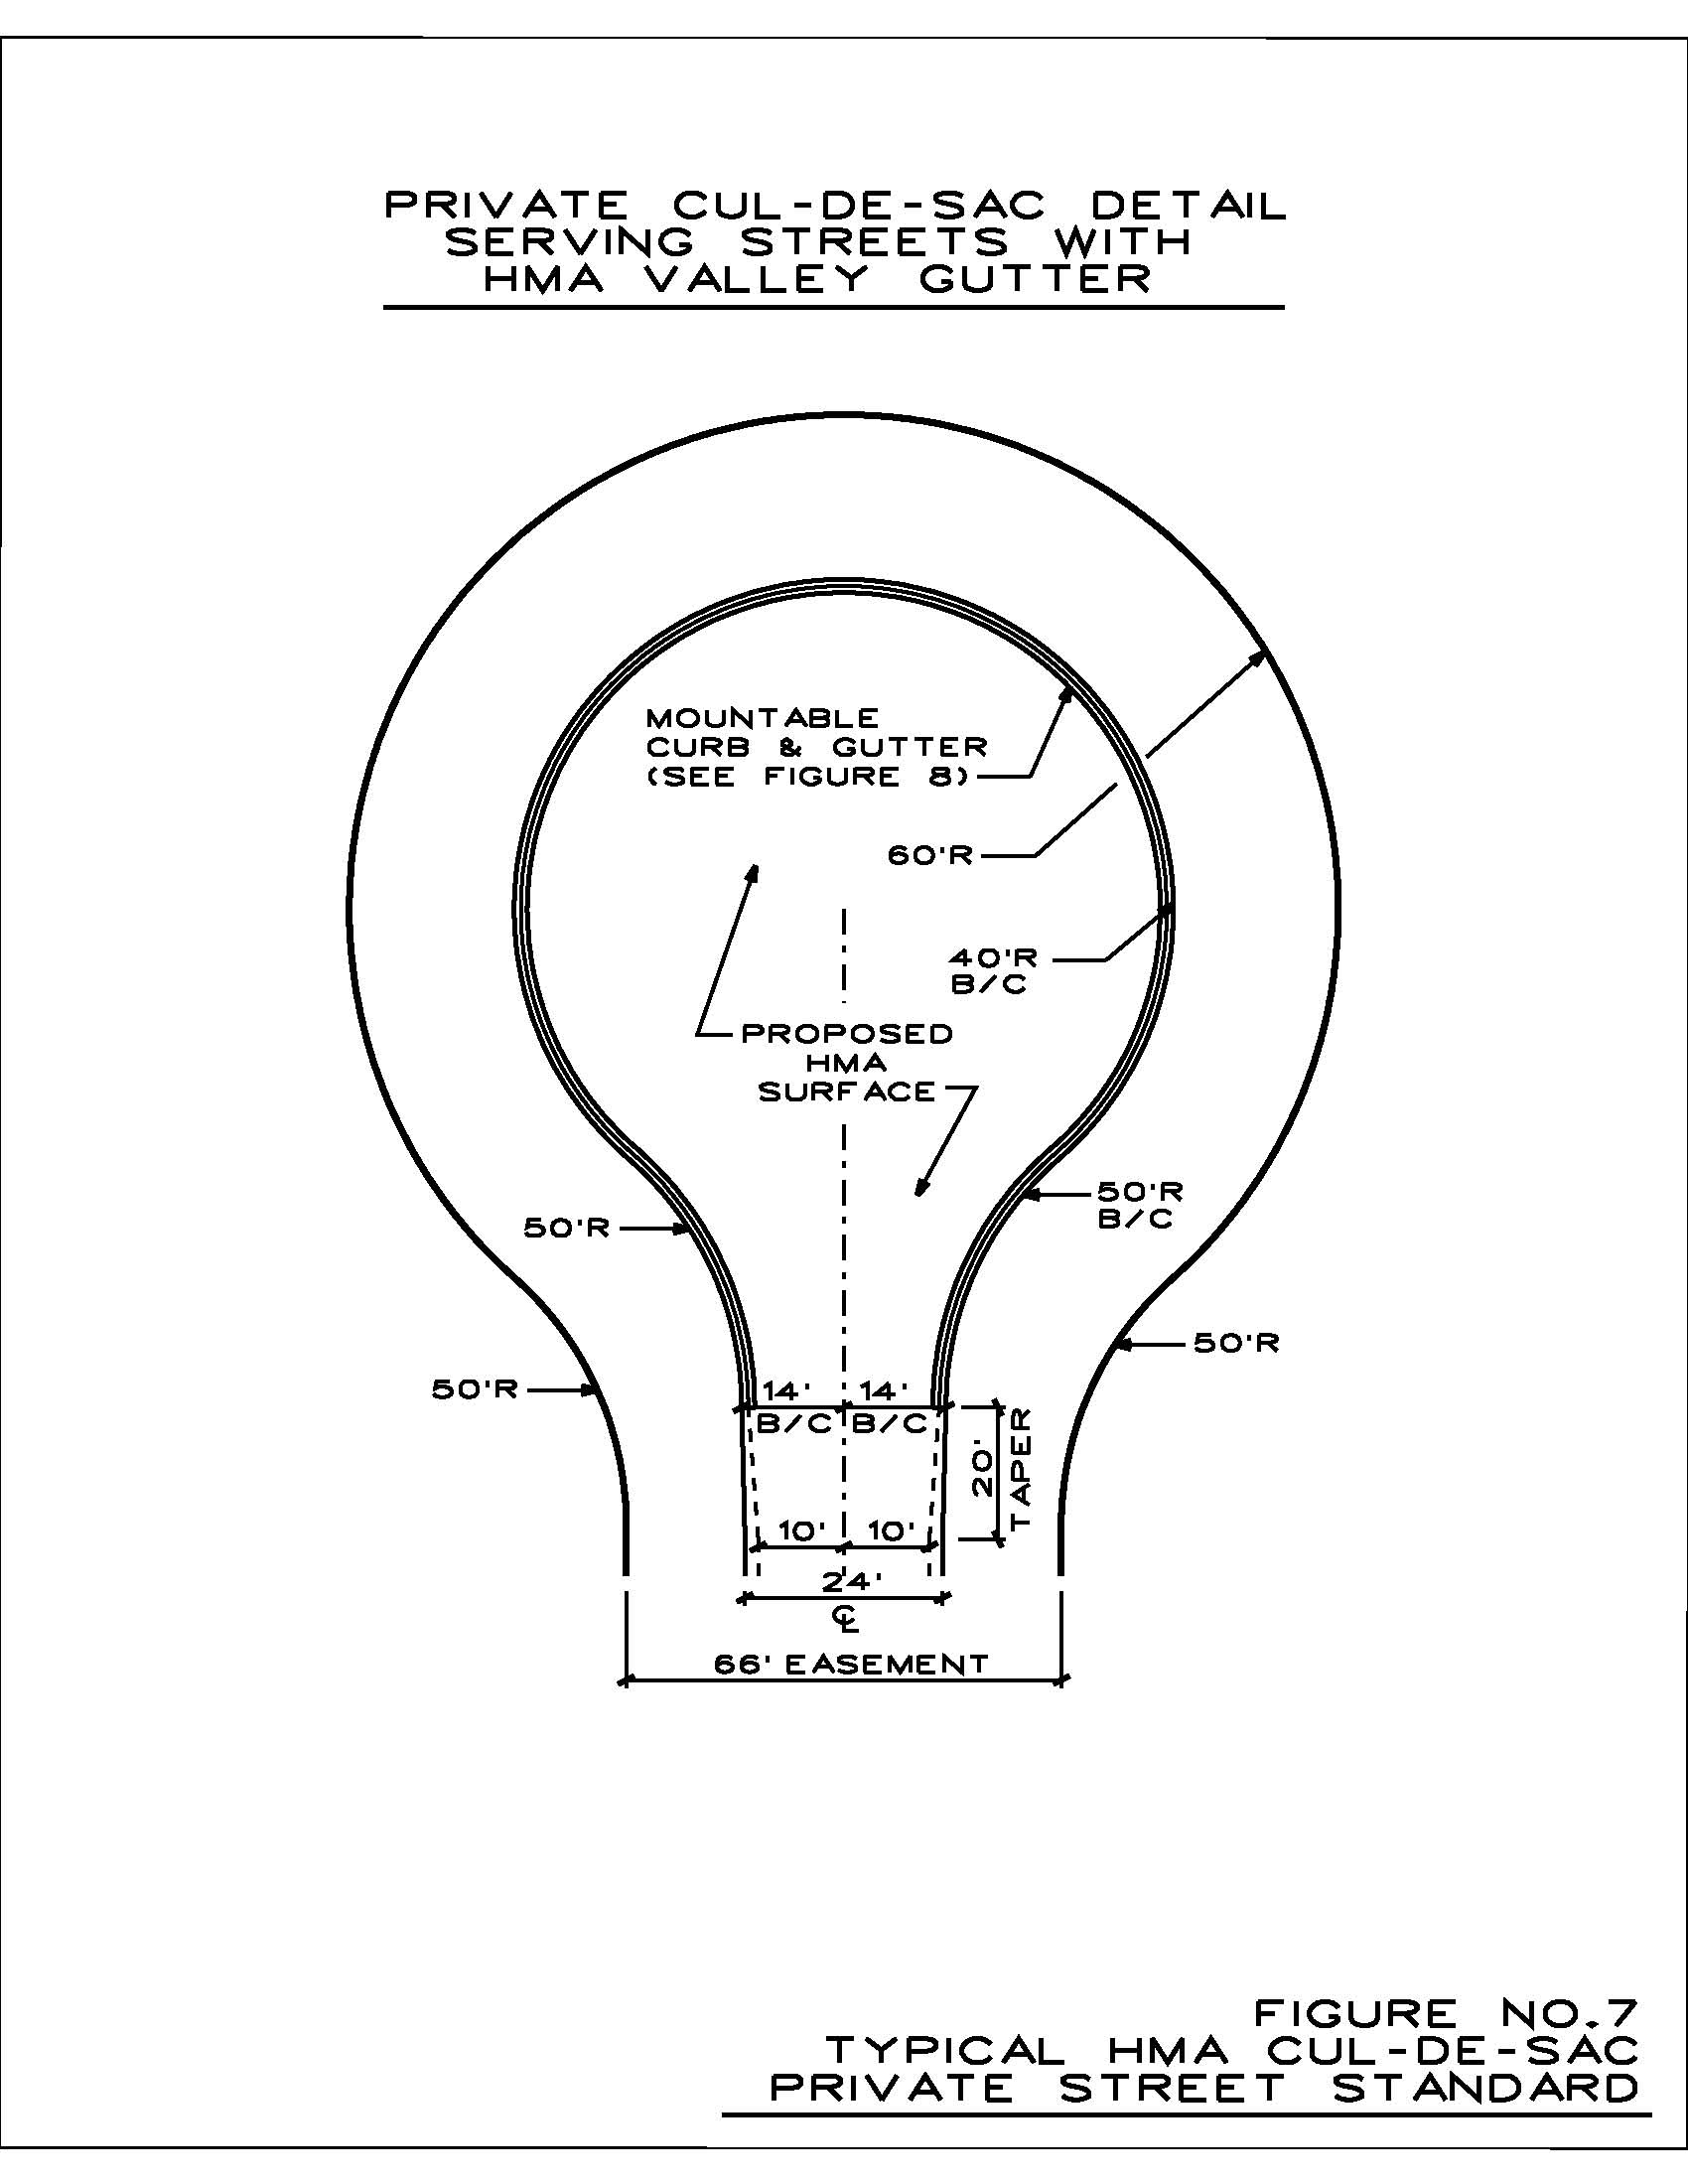 PRIVATE CUL-DE-SAC DETAIL
SERVING STREETS WITH
HMA VALLEY GUTTER
MOUNTABLE
CURB & GUTTER
(SEE FIGURE 8)
60'R
40'R
B/C
PROPOSED
HMA
SURFACE
50'R
B/C
50'R
50'R
50'R
14' 14'
B/C B/C
20'
TAPER
10' 10'
24'
℄
66' EASEMENT
FIGURE NO.7
TYPICAL HMA CUL-DE-SAC
PRIVATE STREET STANDARD